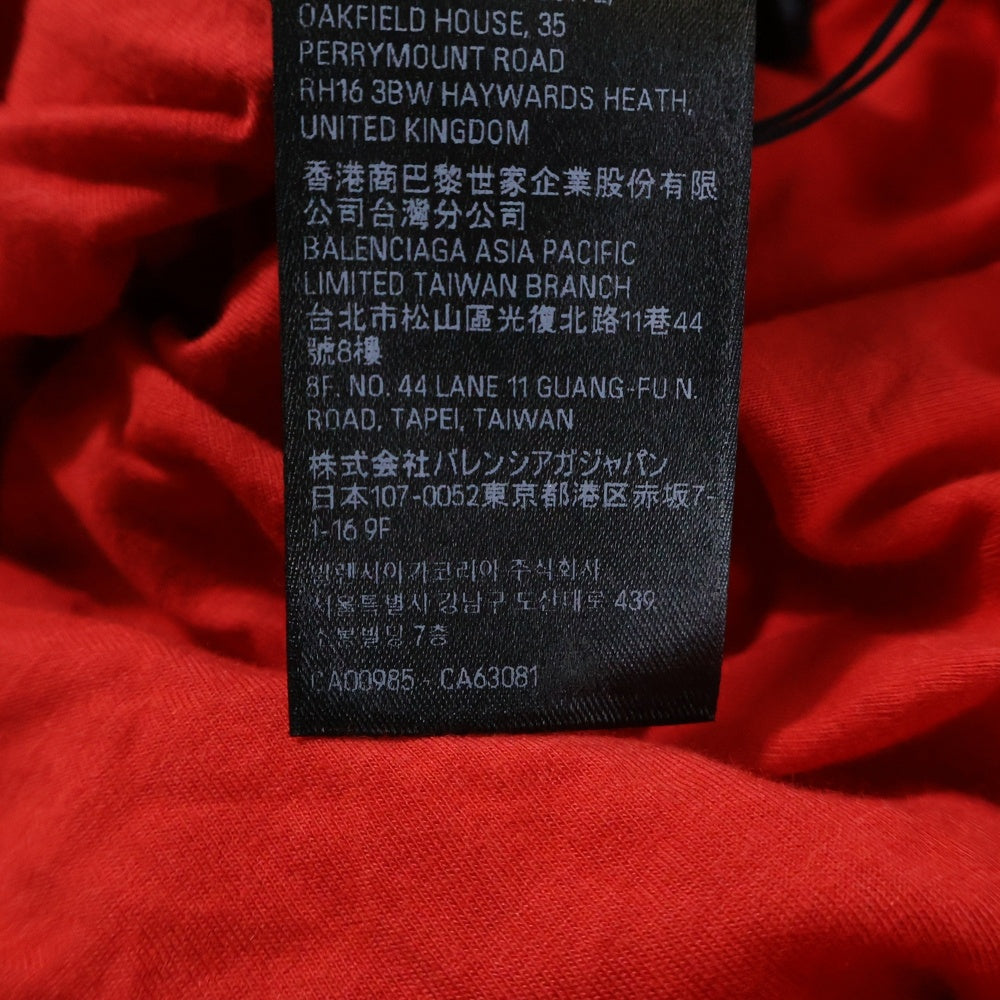 OAKFIELD HOUSE, 35
PERRYMOUNT ROAD
RH16 3BW HAYWARDS HEATH,
UNITED KINGDOM
香港商巴黎世家企業股份有限
公司台灣分公司
BALENCIAGA ASIA PACIFIC
LIMITED TAIWAN BRANCH
台北市松山區光復北路11巷44
號8樓
8F. NO. 44 LANE 11 GUANG-FU N.
ROAD, TAPEI, TAIWAN
株式会社バレンシアガジャパン
日本107-0052東京都港区赤坂7-
1-16 9F
발렌시아가코리아 주식회사
서울특별시 강남구 도산대로 439,
7층
CA00985 - CA63081